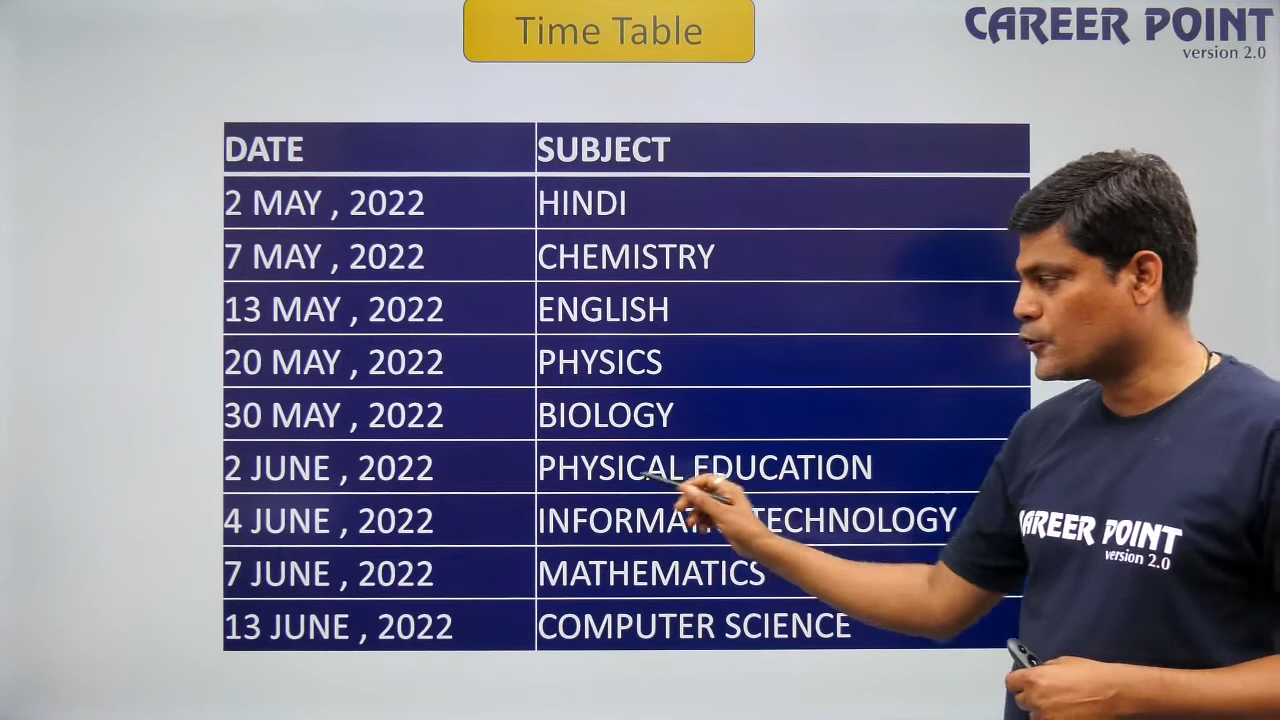 Time Table
CAREER POINT
version 2.0
DATE SUBJECT
2 MAY , 2022 HINDI
7 MAY , 2022 CHEMISTRY
13 MAY , 2022 ENGLISH
20 MAY , 2022 PHYSICS
30 MAY , 2022 BIOLOGY
2 JUNE , 2022 PHYSICAL EDUCATION
4 JUNE , 2022 TECHNOLOGY
7 JUNE , 2022 MATHEMATICS
13 JUNE , 2022 COMPUTER SCIENCE
CAREER POINT
version 2.0